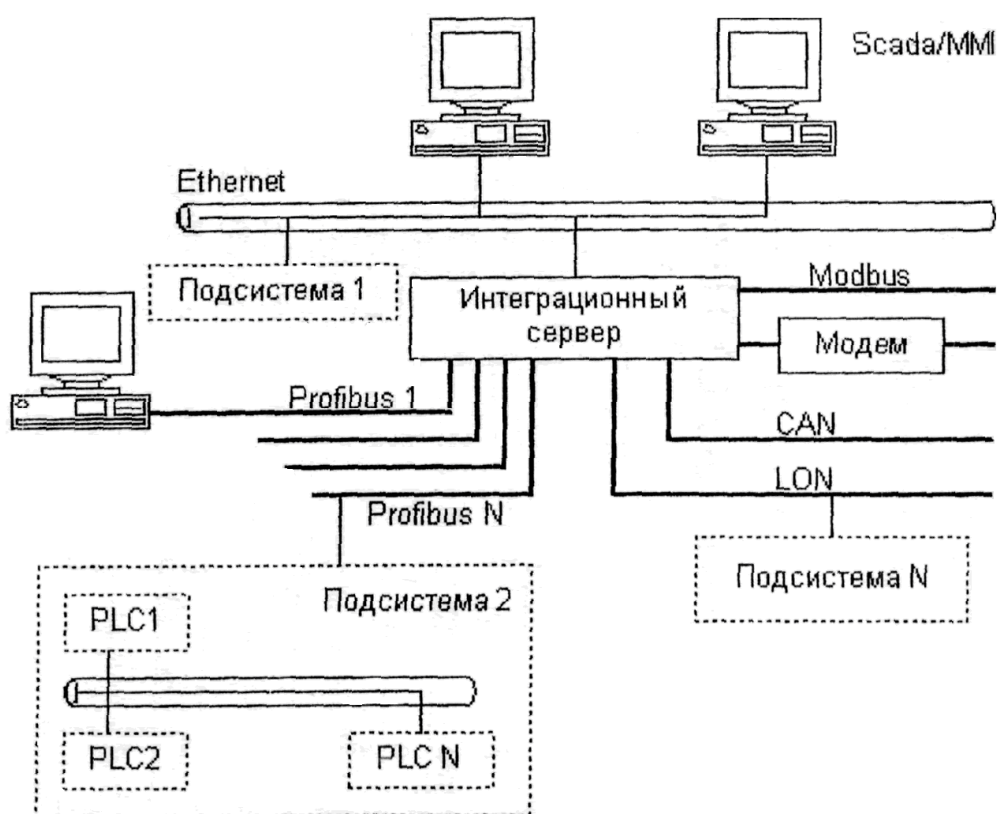 Scada/MMI
Ethernet
Подсистема 1
Интеграционный
сервер
Modbus
Модем
Profibus 1
CAN
LON
Profibus N
Подсистема N
Подсистема 2
PLC1
PLC2
PLC N